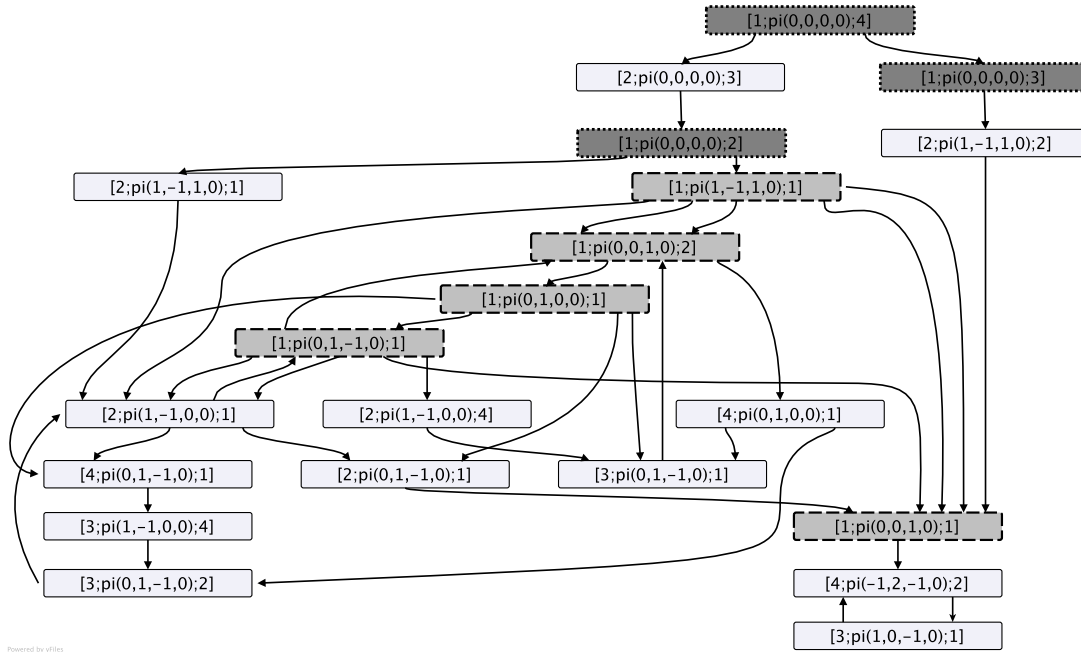 [1;pi(0,0,0,0);4]
[2;pi(0,0,0,0);3]
[1;pi(0,0,0,0);3]
[1;pi(0,0,0,0);2]
[2;pi(1,−1,1,0);2]
[2;pi(1,−1,1,0);1]
[1;pi(1,−1,1,0);1]
[1;pi(0,0,1,0);2]
[1;pi(0,1,0,0);1]
[1;pi(0,1,−1,0);1]
[2;pi(1,−1,0,0);1]
[2;pi(1,−1,0,0);4]
[4;pi(0,1,0,0);1]
[4;pi(0,1,−1,0);1]
[2;pi(0,1,−1,0);1]
[3;pi(0,1,−1,0);1]
[3;pi(1,−1,0,0);4]
[1;pi(0,0,1,0);1]
[3;pi(0,1,−1,0);2]
[4;pi(−1,2,−1,0);2]
[3;pi(1,0,−1,0);1]
Powered by yFiles